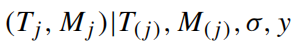 (T_j, M_j)|T_{(j)}, M_{(j)}, σ, y